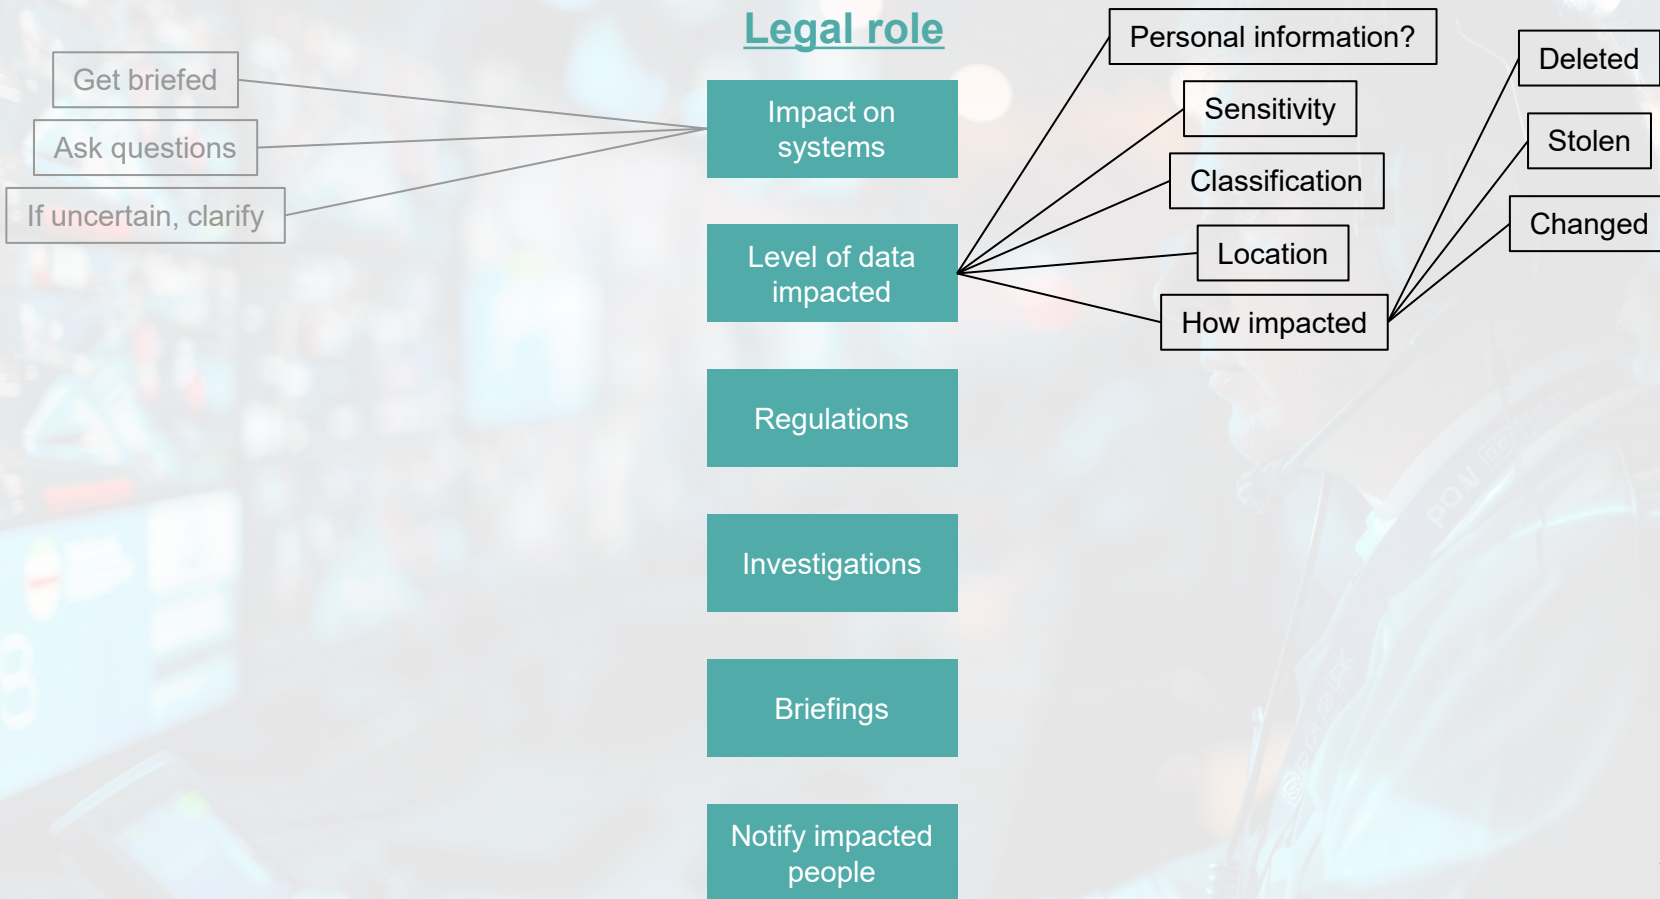 Legal role
Get briefed
Ask questions
If uncertain, clarify
Impact on
systems
Level of data
impacted
Personal information?
Sensitivity
Classification
Location
How impacted
Deleted
Stolen
Changed
Regulations
Investigations
Briefings
Notify impacted
people